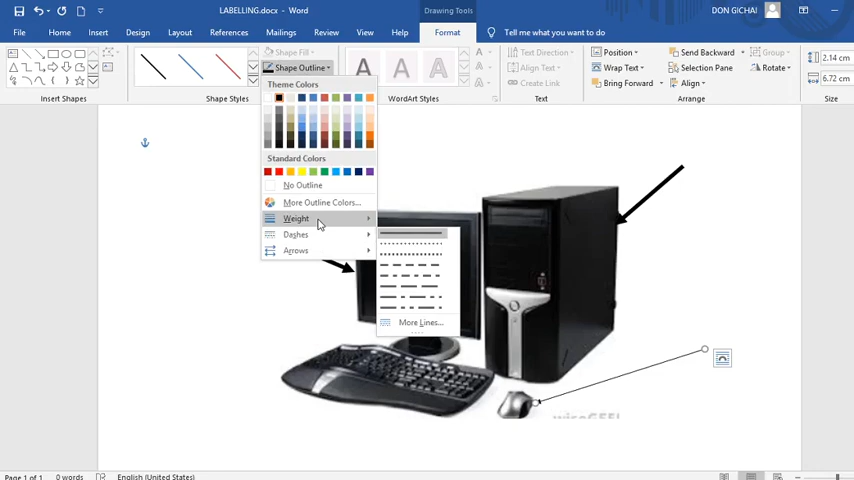 LABELLING.docx - Word
Drawing Tools
DON GICHAI
File
Home
Insert
Design
Layout
References
Mailings
Review
View
Help
Format
Tell me what you want to do
Shape Fill
Shape Outline
Text Direction
Align Text
Create Link
Position
Wrap Text
Bring Forward
Send Backward
Selection Pane
Align
Group
Rotate
2.14 cm
6.72 cm
Insert Shapes
Shape Styles
WordArt Styles
Text
Arrange
Size
Theme Colors
Standard Colors
No Outline
More Outline Colors...
Weight
Dashes
Arrows
More Lines...
wiseGEEK
Page 1 of 1
0 words
English (United States)